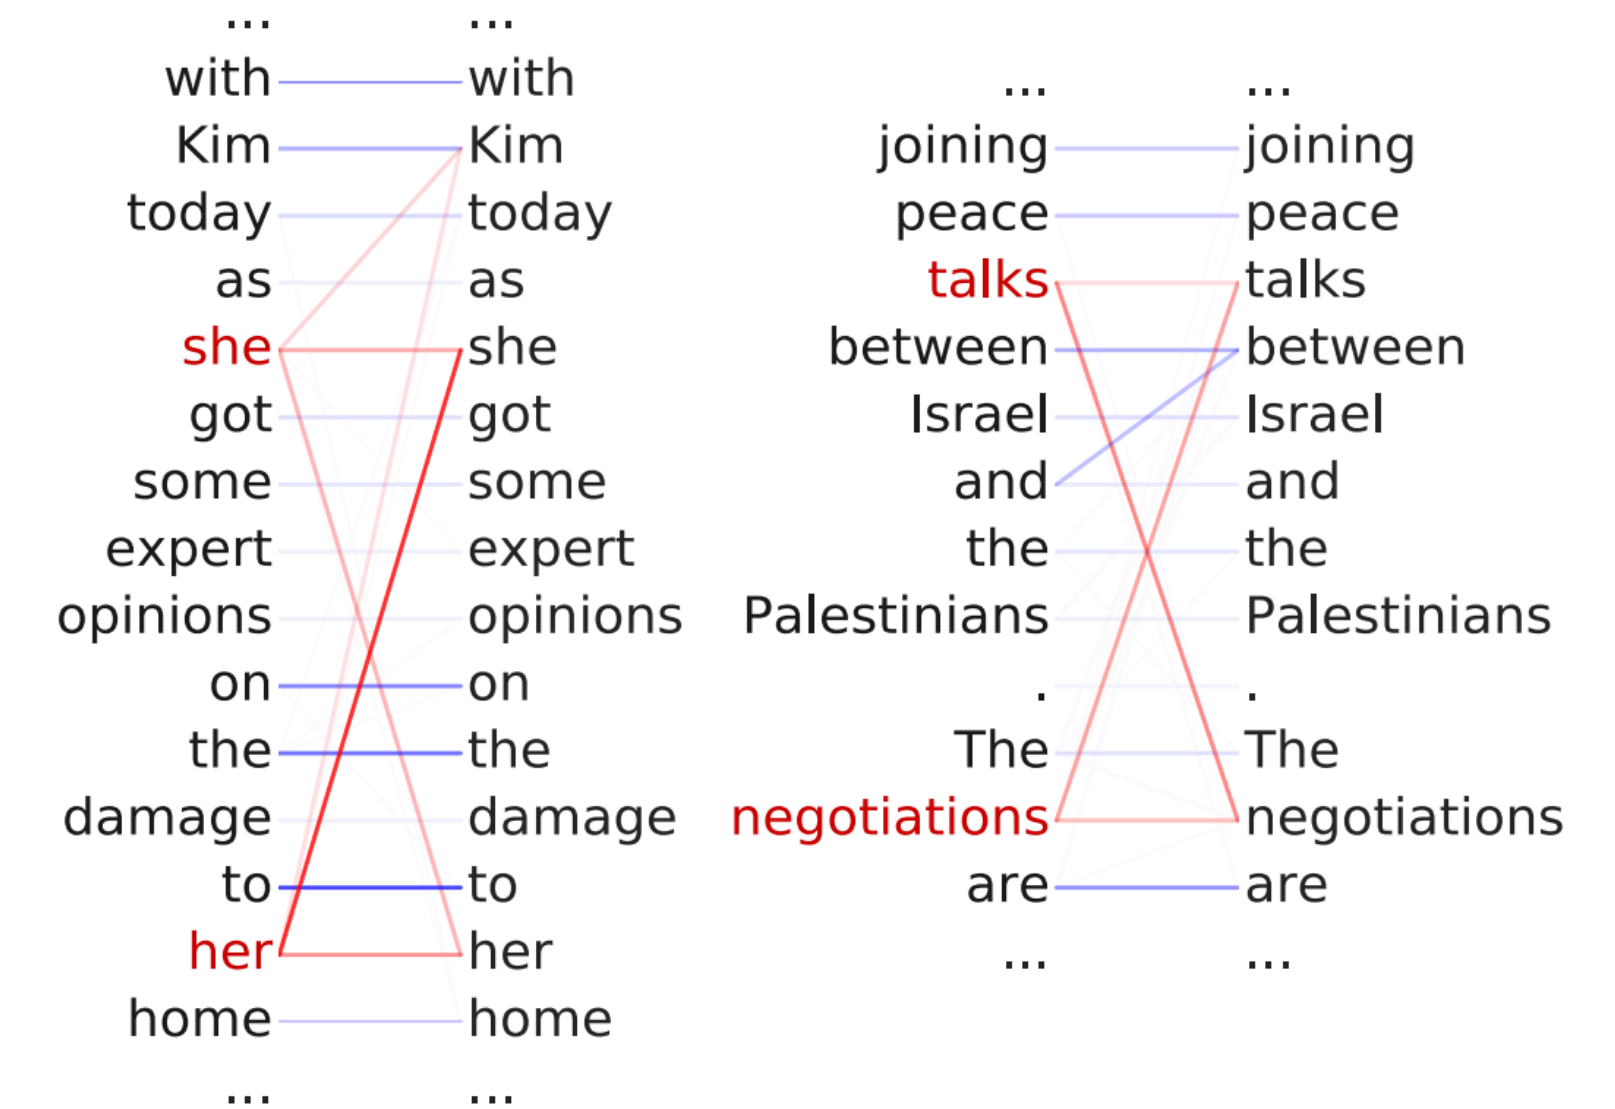 ... ...
with with
Kim Kim
today today
as as
she she
got got
some some
expert expert
opinions opinions
on on
the the
damage damage
to to
her her
home home
... ...
... ...
joining joining
peace peace
talks talks
between between
Israel Israel
and and
the the
Palestinians Palestinians
. .
The The
negotiations negotiations
are are
... ...